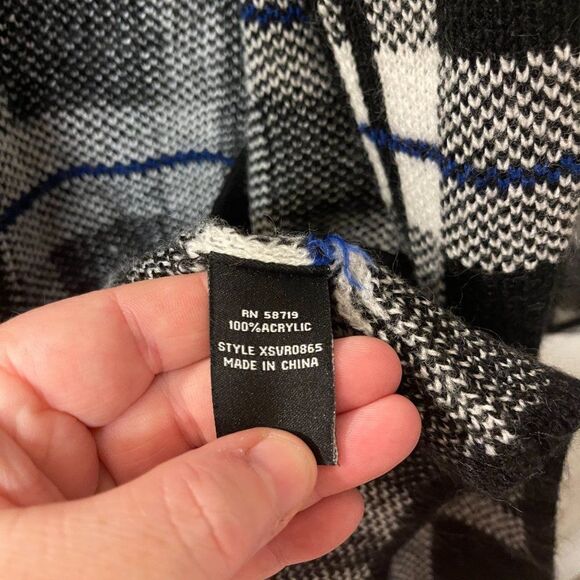 RN 58719
100%ACRYLIC
STYLE XSVR0865
MADE IN CHINA